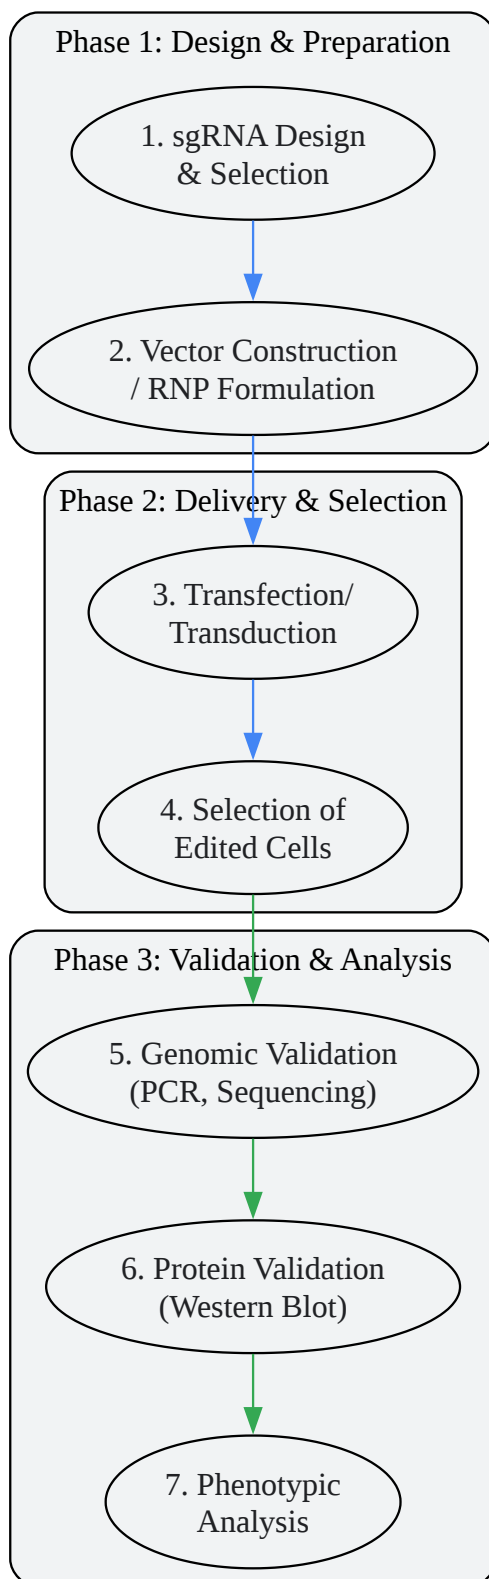 Phase 1: Design & Preparation
1. sgRNA Design
& Selection
2. Vector Construction
/ RNP Formulation
Phase 2: Delivery & Selection
3. Transfection/
Transduction
4. Selection of
Edited Cells
Phase 3: Validation & Analysis
5. Genomic Validation
(PCR, Sequencing)
6. Protein Validation
(Western Blot)
7. Phenotypic
Analysis